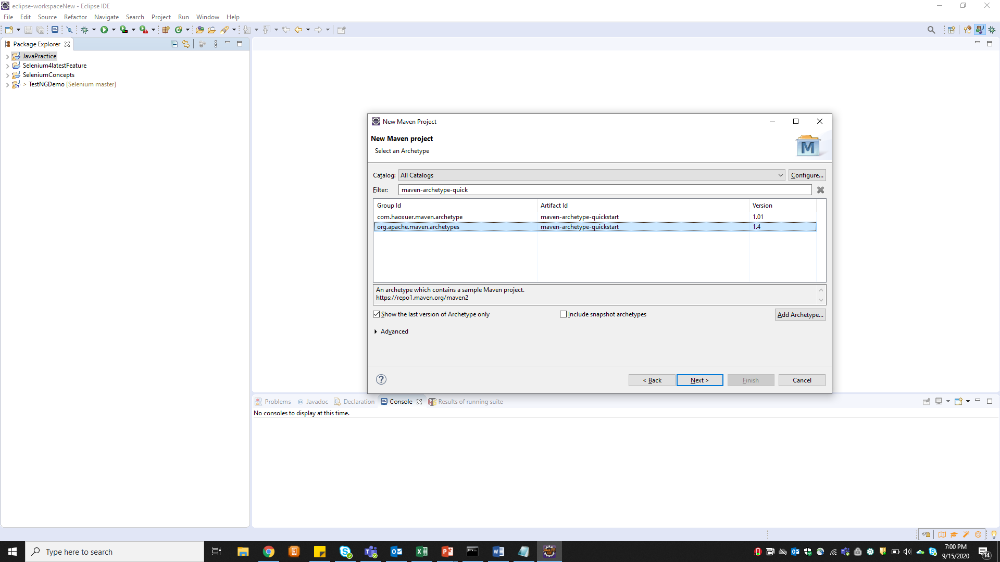 eclipse-workspaceNew - Eclipse IDE
File Edit Source Refactor Navigate Search Project Run Window Help
Package Explorer
JavaPractice
Selenium4latestFeature
SeleniumConcepts
> TestNGDemo [Selenium master]
New Maven Project
New Maven project
Select an Archetype
M
Catalog: All Catalogs Configure...
Filter: maven-archetype-quick
Group Id Artifact Id Version
com.haoxuer.maven.archetype maven-archetype-quickstart 1.01
org.apache.maven.archetypes maven-archetype-quickstart 1.4
An archetype which contains a sample Maven project.
https://repo1.maven.org/maven2
Show the last version of Archetype only Include snapshot archetypes Add Archetype...
Advanced
? < Back Next > Finish Cancel
Problems @ Javadoc Declaration Console Results of running suite
No consoles to display at this time.
Type here to search
7:00 PM
9/15/2020
14